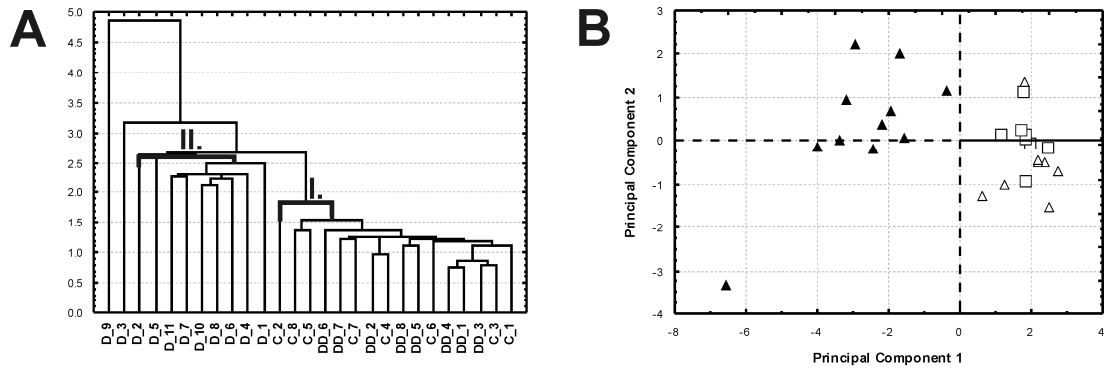 A
5.0
4.5
4.0
3.5
3.0
2.5
2.0
1.5
1.0
0.5
0.0
II.
I.
D_9
D_3
D_2
D_5
D_11
D_7
D_10
D_8
D_6
D_4
D_1
C_2
C_8
C_5
DD_6
DD_7
C_7
DD_2
C_4
DD_8
DD_5
C_6
DD_4
DD_1
DD_3
C_3
C_1
B
Principal Component 2
3
2
1
0
-1
-2
-3
-4
-8
-6
-4
-2
0
2
4
Principal Component 1